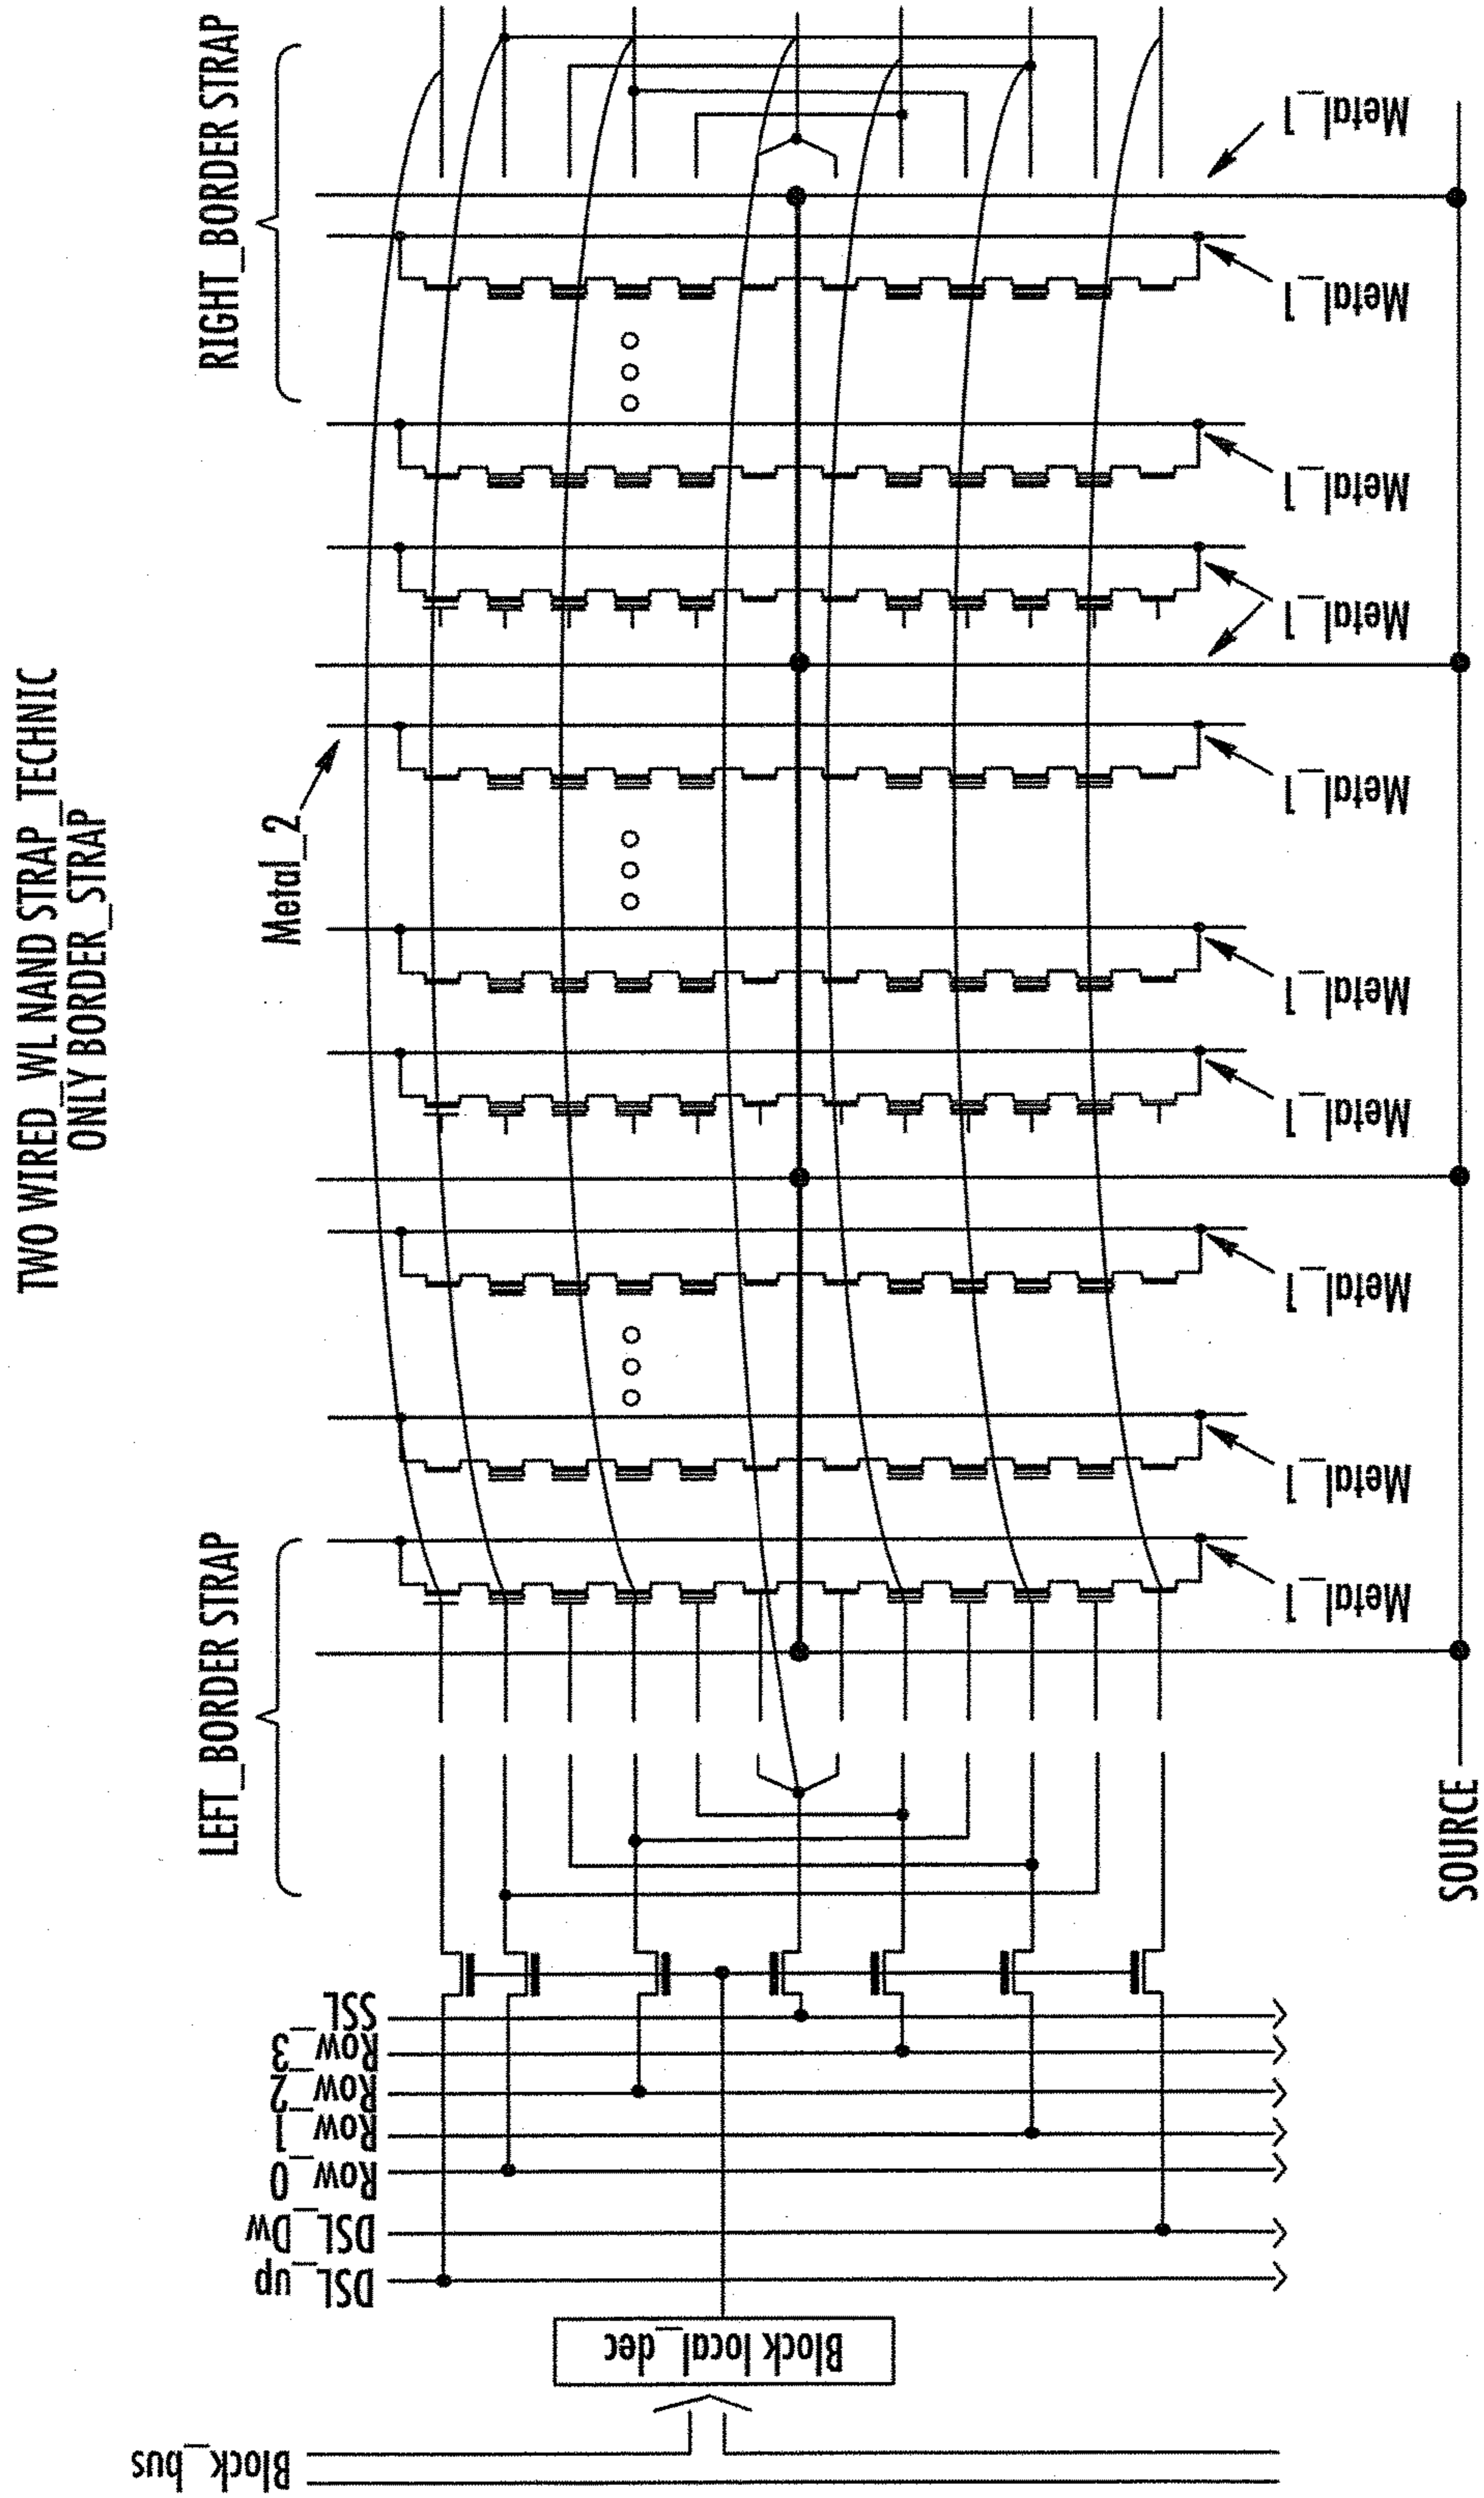 TWO WIRED_WL NAND STRAP_TECHNIC
ONLY BORDER_STRAP
RIGHT_BORDER STRAP
LEFT_BORDER STRAP
Metal_2
Metal_1
Metal_1
Metal_1
Metal_1
Metal_1
Metal_1
Metal_1
Metal_1
Metal_1
Metal_1
SOURCE
SSL
Row_3
Row_2
Row_1
Row_0
DSL_Dw
DSL_up
Block local_dec
Block_bus